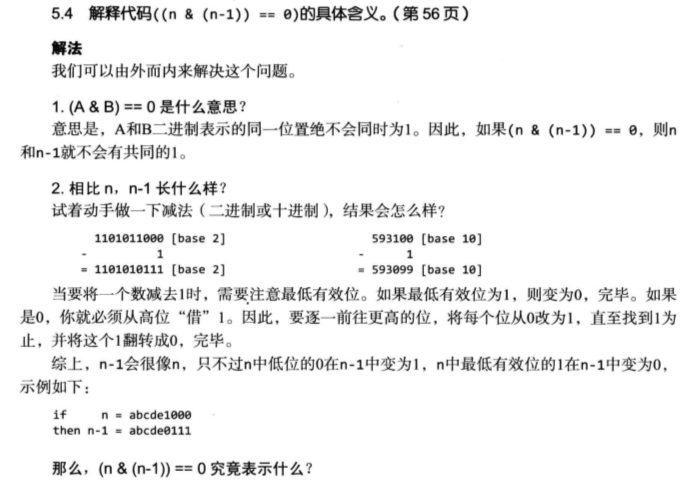 5.4 解释代码((n & (n-1)) == 0)的具体含义。(第 56 页)
解法
我们可以由外而内来解决这个问题。
1. (A & B) == 0 是什么意思?
意思是,A和B二进制表示的同一位置绝不会同时为1。因此,如果(n & (n-1)) == 0,则n
和n-1就不会有共同的1。
2. 相比 n,n-1 长什么样?
试着动手做一下减法(二进制或十进制),结果会怎么样?
1101011000 [base 2] 593100 [base 10]
- 1 - 1
= 1101010111 [base 2] = 593099 [base 10]
当要将一个数减去1时,需要注意最低有效位。如果最低有效位为1,则变为0,完毕。如果
是0,你就必须从高位“借”1。因此,要逐一前往更高的位,将每个位从0改为1,直至找到1为
止,并将这个1翻转成0,完毕。
综上,n-1会很像n,只不过n中低位的0在n-1中变为1,n中最低有效位的1在n-1中变为0,
示例如下:
if n = abcde1000
then n-1 = abcde0111
那么,(n & (n-1)) == 0 究竟表示什么?